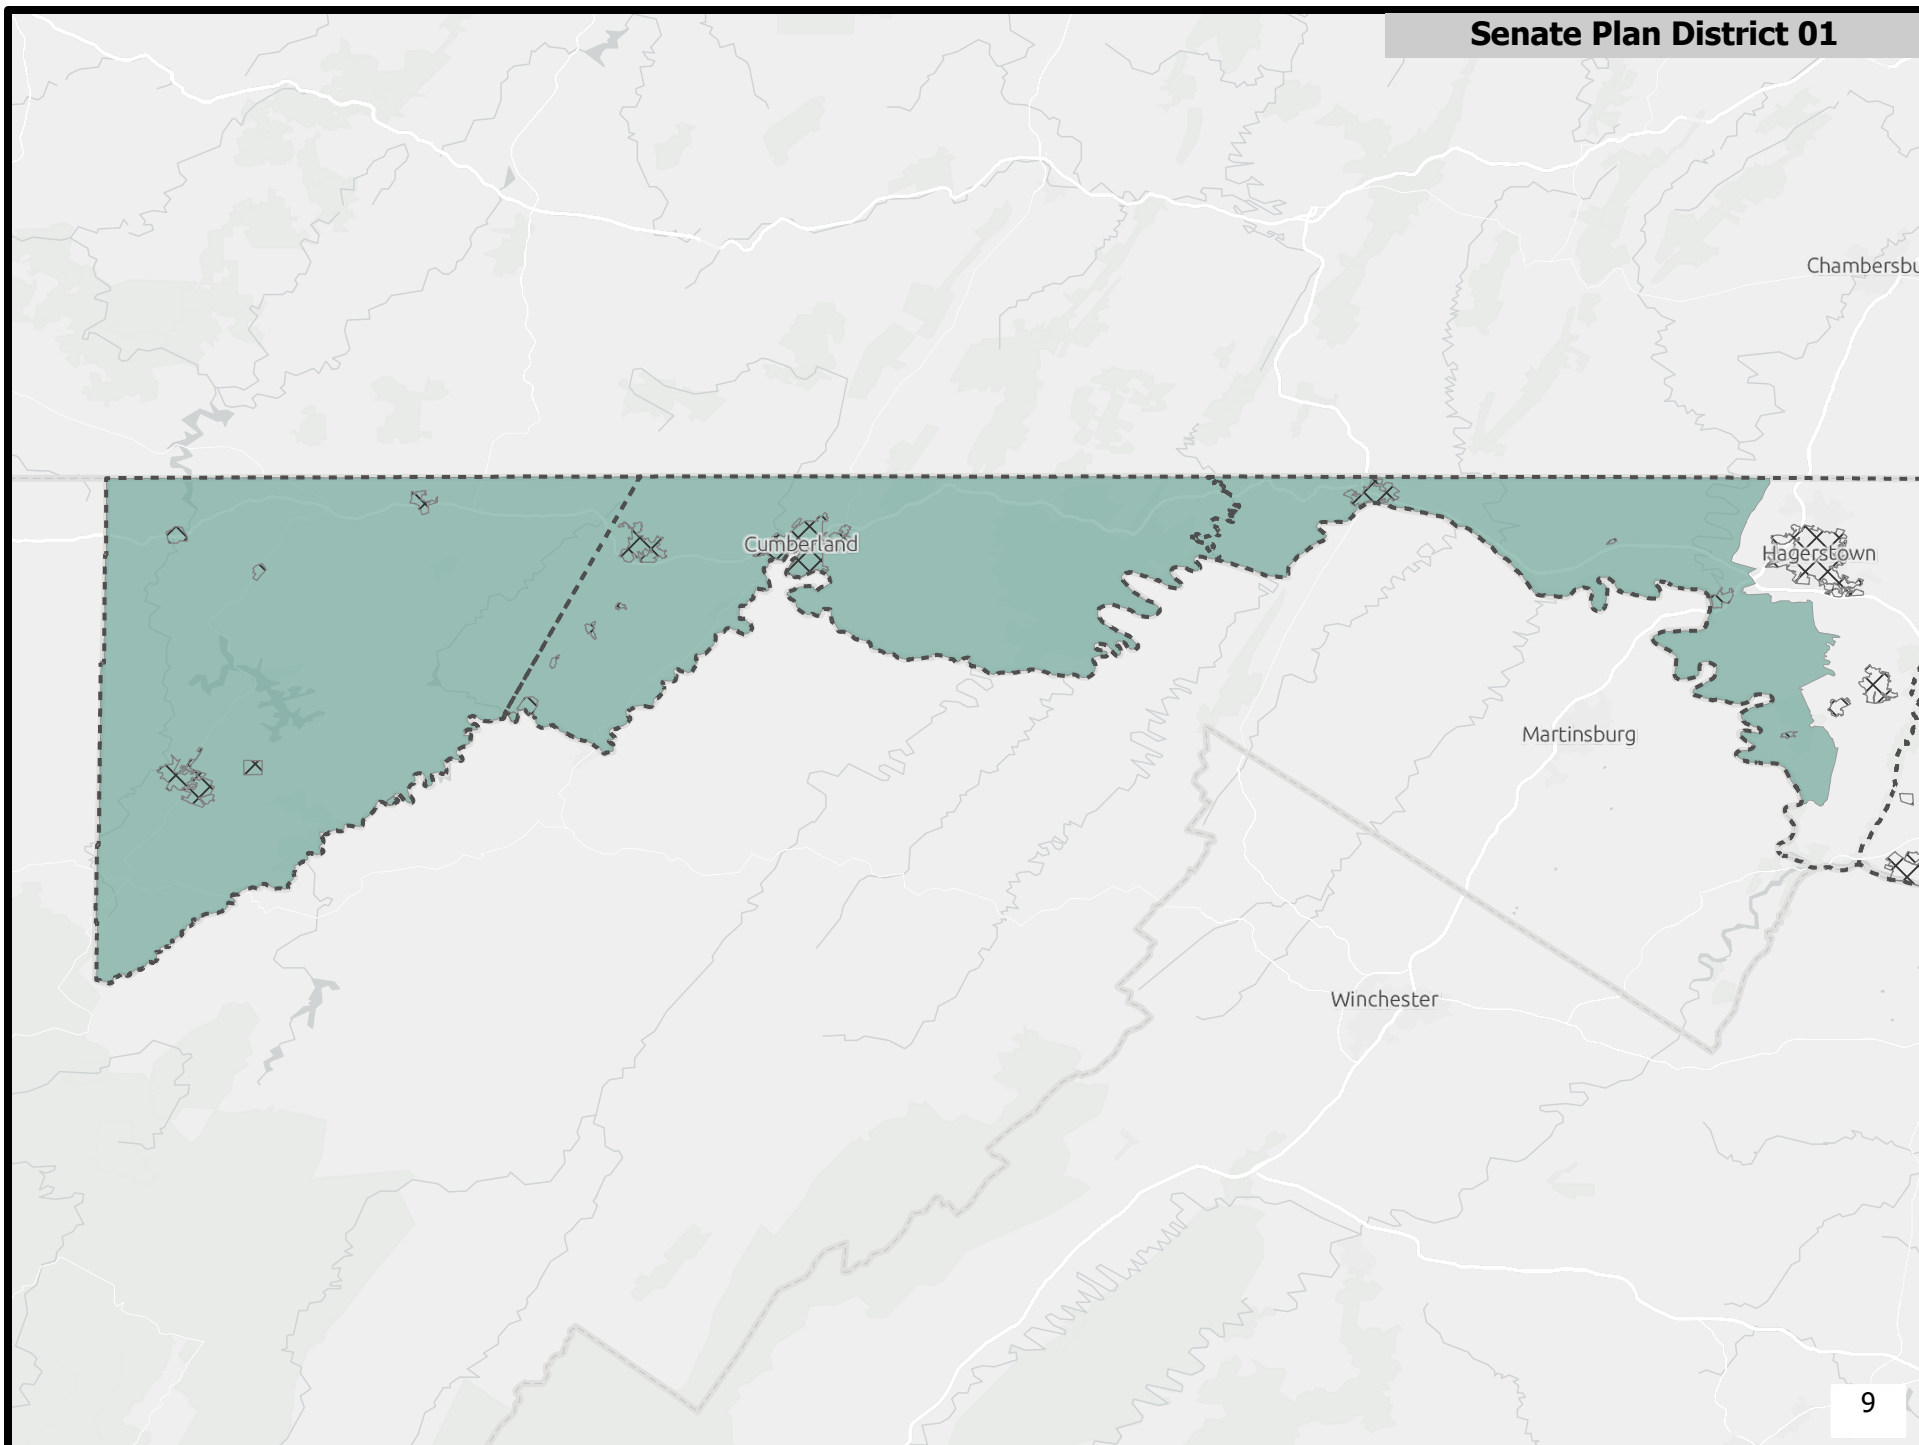 Senate Plan District 01
Chambersbu
Cumberland
Hagerstown
Martinsburg
Winchester
9